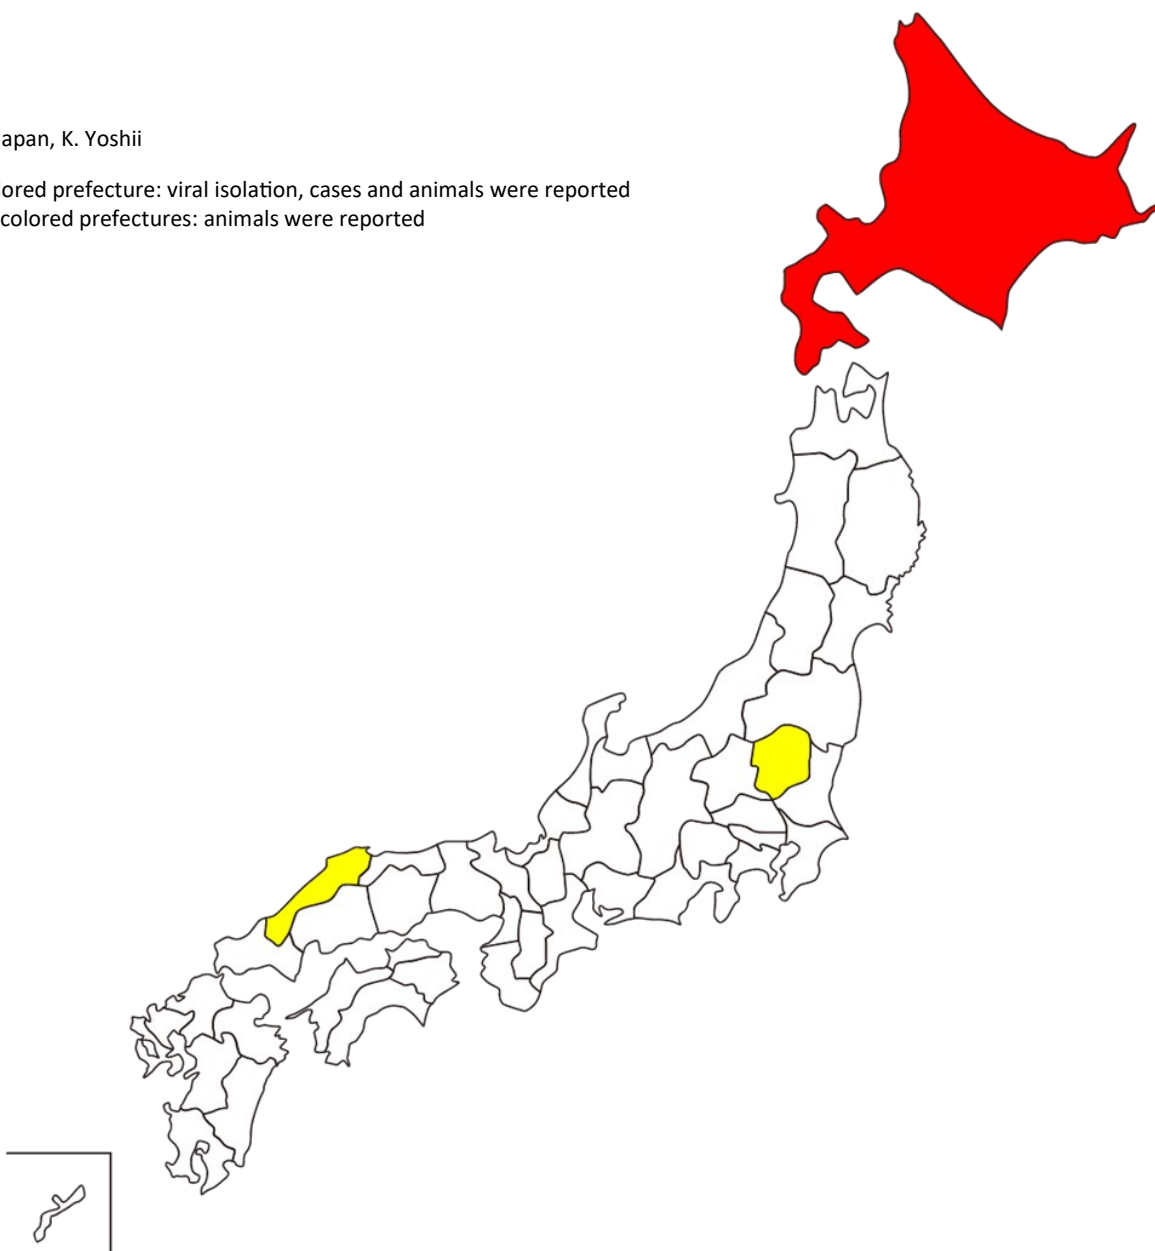 apan, K. Yoshii
ored prefecture: viral isolation, cases and animals were reported
colored prefectures: animals were reported